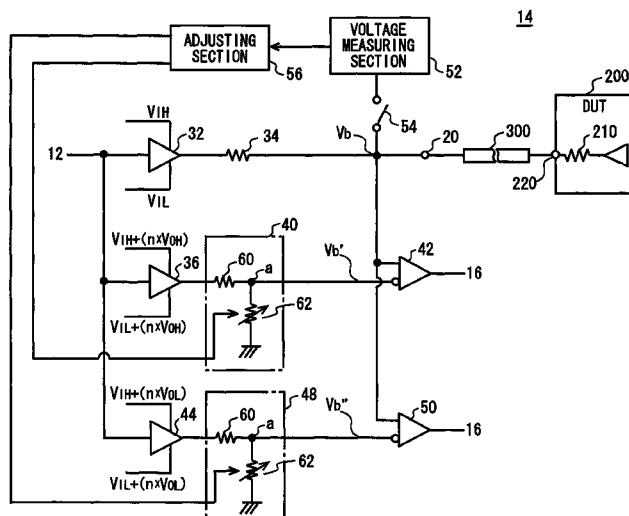 14
ADJUSTING
SECTION
56
VOLTAGE
MEASURING
SECTION
52
200
DUT
VIH
32
34
54
Vb
20
300
210
12
VIL
220
40
VIH+(n×VOH)
36
60
a
Vb'
42
16
62
VIL+(n×VOH)
VIH+(n×VOL)
48
44
60
a
Vb"
50
16
62
VIL+(n×VOL)